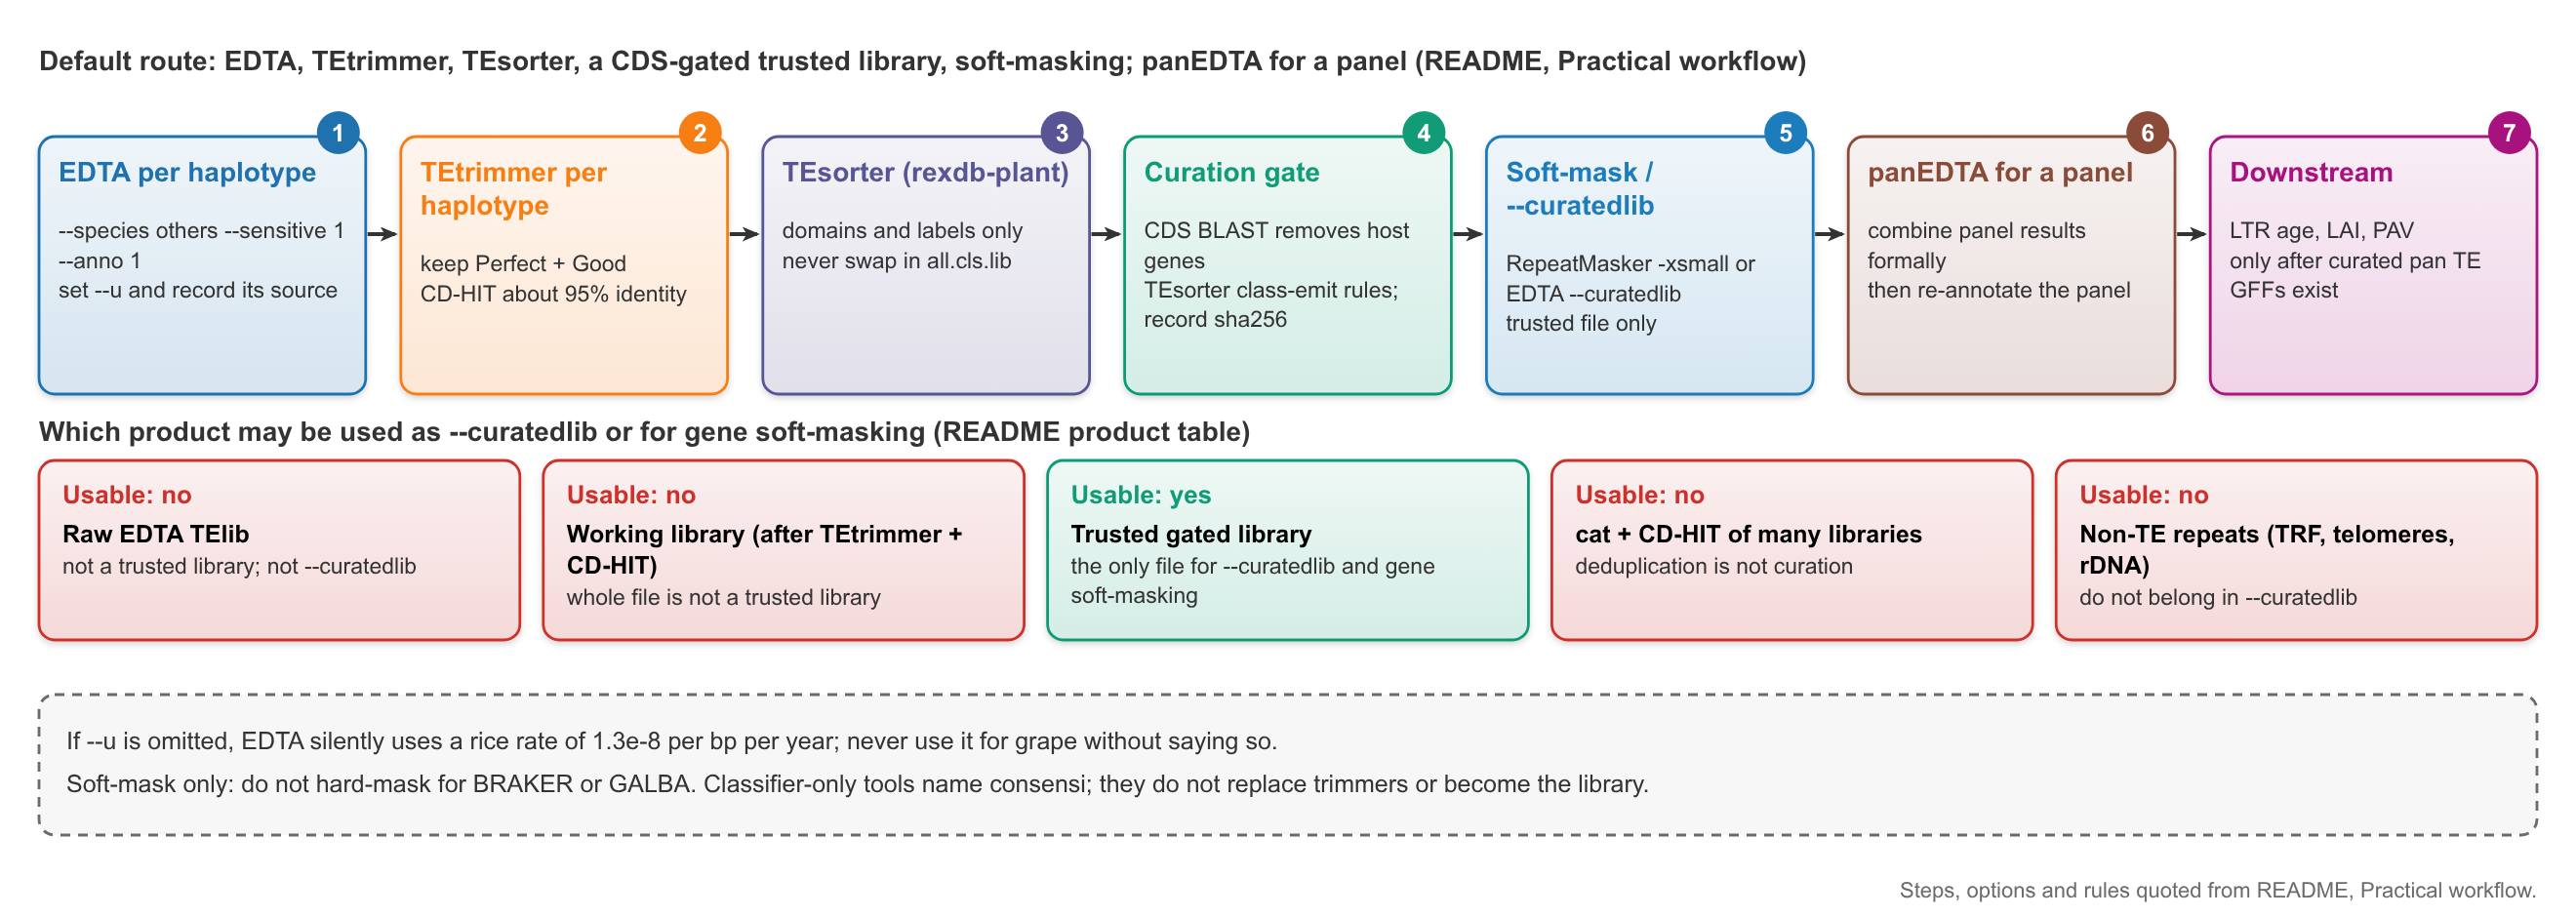 Default route: EDTA, TEtrimmer, TEsorter, a CDS-gated trusted library, soft-masking; panEDTA for a panel (README, Practical workflow)
1
EDTA per haplotype
--species others --sensitive 1
--anno 1
set --u and record its source
2
TEtrimmer per
haplotype
keep Perfect + Good
CD-HIT about 95% identity
3
TEsorter (rexdb-plant)
domains and labels only
never swap in all.cls.lib
4
Curation gate
CDS BLAST removes host
genes
TEsorter class-emit rules;
record sha256
5
Soft-mask /
--curatedlib
RepeatMasker -xsmall or
EDTA --curatedlib
trusted file only
6
panEDTA for a panel
combine panel results
formally
then re-annotate the panel
7
Downstream
LTR age, LAI, PAV
only after curated pan TE
GFFs exist
Which product may be used as --curatedlib or for gene soft-masking (README product table)
Usable: no
Raw EDTA TElib
not a trusted library; not --curatedlib
Usable: no
Working library (after TEtrimmer +
CD-HIT)
whole file is not a trusted library
Usable: yes
Trusted gated library
the only file for --curatedlib and gene
soft-masking
Usable: no
cat + CD-HIT of many libraries
deduplication is not curation
Usable: no
Non-TE repeats (TRF, telomeres,
rDNA)
do not belong in --curatedlib
If --u is omitted, EDTA silently uses a rice rate of 1.3e-8 per bp per year; never use it for grape without saying so.
Soft-mask only: do not hard-mask for BRAKER or GALBA. Classifier-only tools name consensi; they do not replace trimmers or become the library.
Steps, options and rules quoted from README, Practical workflow.